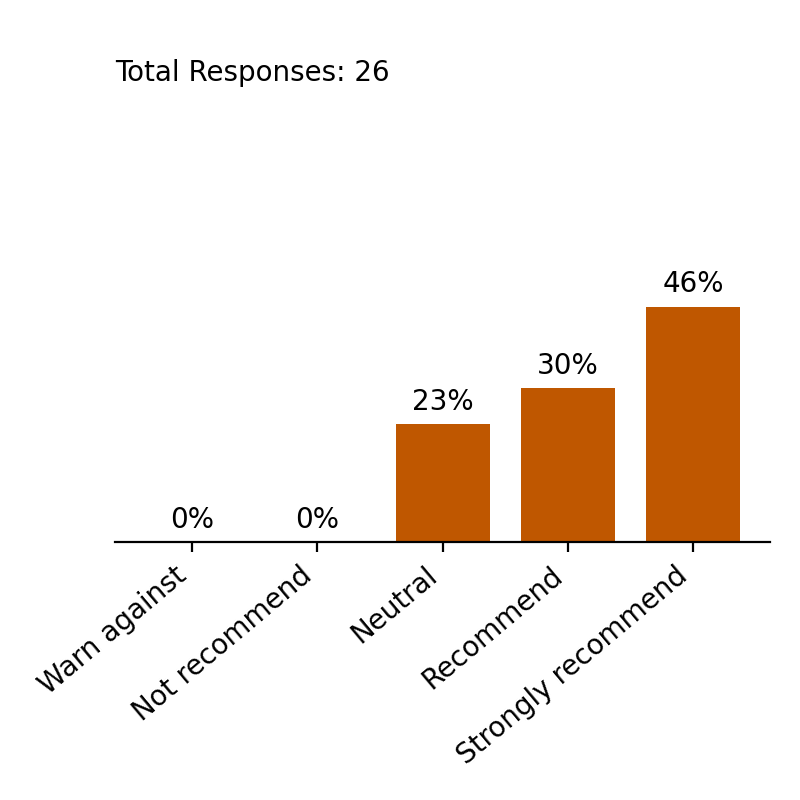 Total Responses: 26
46%
30%
23%
0%
0%
Warn against
Not recommend
Neutral
Recommend
Strongly recommend